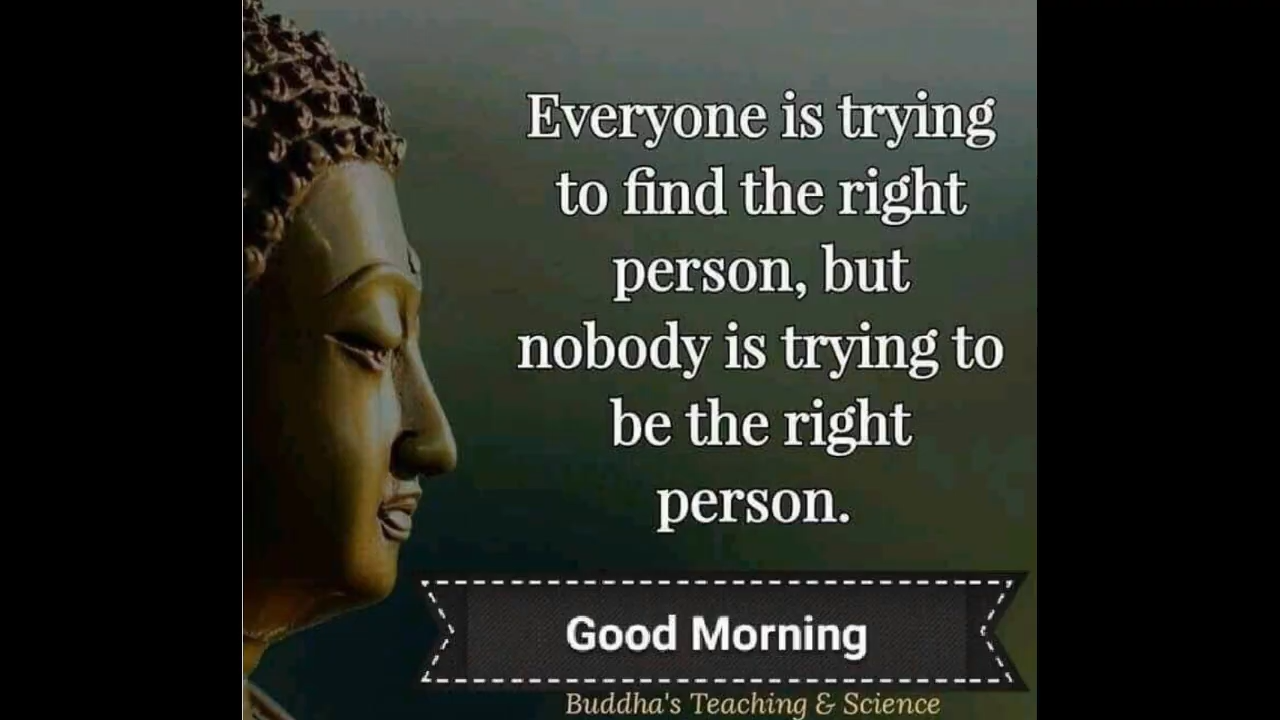 Everyone is trying
to find the right
person, but
nobody is trying to
be the right
person.
Good Morning
Buddha's Teaching & Science